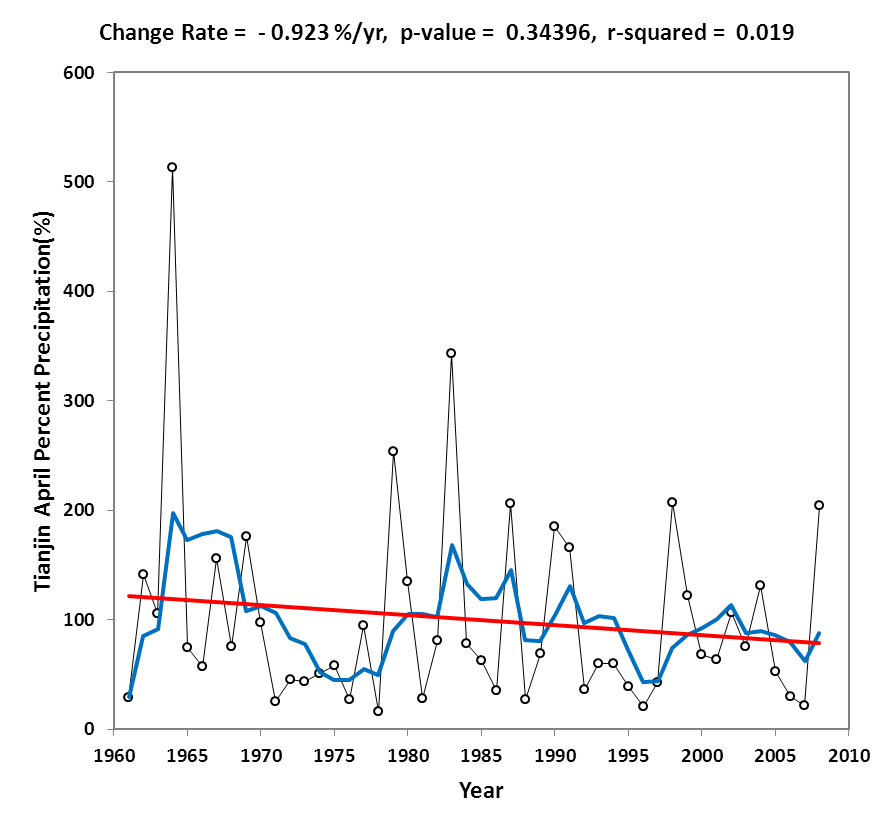 Change Rate = - 0.923 %/yr, p-value = 0.34396, r-squared = 0.019
600
500
400
300
200
100
0
Tianjin April Percent Precipitation(%)
1960 1965 1970 1975 1980 1985 1990 1995 2000 2005 2010
Year